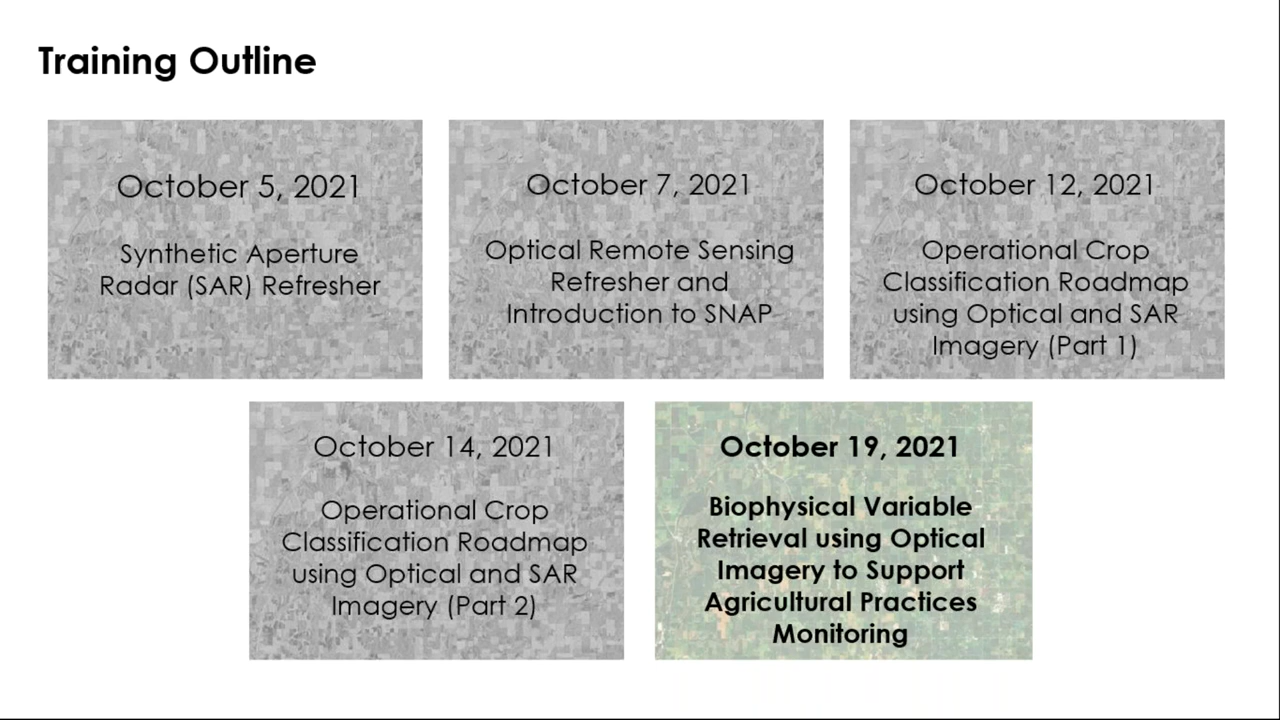 Training Outline
October 5, 2021
Synthetic Aperture
Radar (SAR) Refresher
October 7, 2021
Optical Remote Sensing
Refresher and
Introduction to SNAP
October 12, 2021
Operational Crop
Classification Roadmap
using Optical and SAR
Imagery (Part 1)
October 14, 2021
Operational Crop
Classification Roadmap
using Optical and SAR
Imagery (Part 2)
October 19, 2021
Biophysical Variable
Retrieval using Optical
Imagery to Support
Agricultural Practices
Monitoring